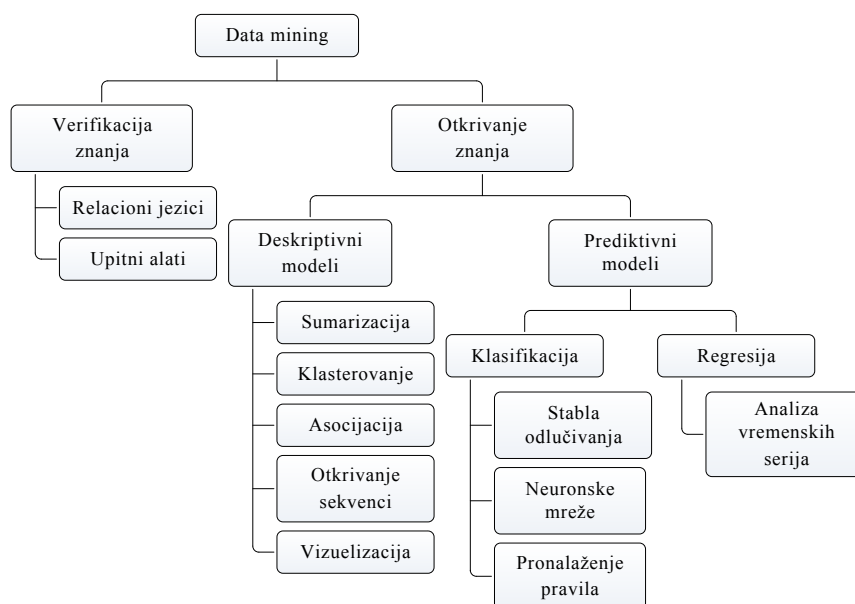 Data mining
Verifikacija
znanja
Otkrivanje
znanja
Relacioni jezici
Upitni alati
Deskriptivni
modeli
Prediktivni
modeli
Sumarizacija
Klasterovanje
Asocijacija
Otkrivanje
sekvenci
Vizuelizacija
Klasifikacija
Regresija
Stabla
odlučivanja
Neuronske
mreže
Pronalaženje
pravila
Analiza
vremenskih
serija